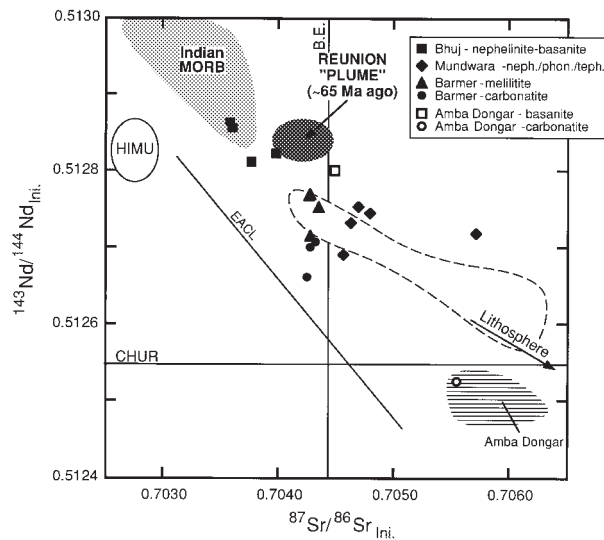 0.5130
Indian
MORB
B.E.
REUNION
"PLUME"
(~65 Ma ago)
Bhuj - nephelinite-basanite
Mundwara -neph./phon./teph.
Barmer -melilitite
Barmer -carbonatite
Amba Dongar -basanite
Amba Dongar -carbonatite
HIMU
0.5128
143Nd/144NdIni.
EACL
0.5126
Lithosphere
CHUR
Amba Dongar
0.5124
0.7030
0.7040
0.7050
0.7060
87Sr/86SrIni.